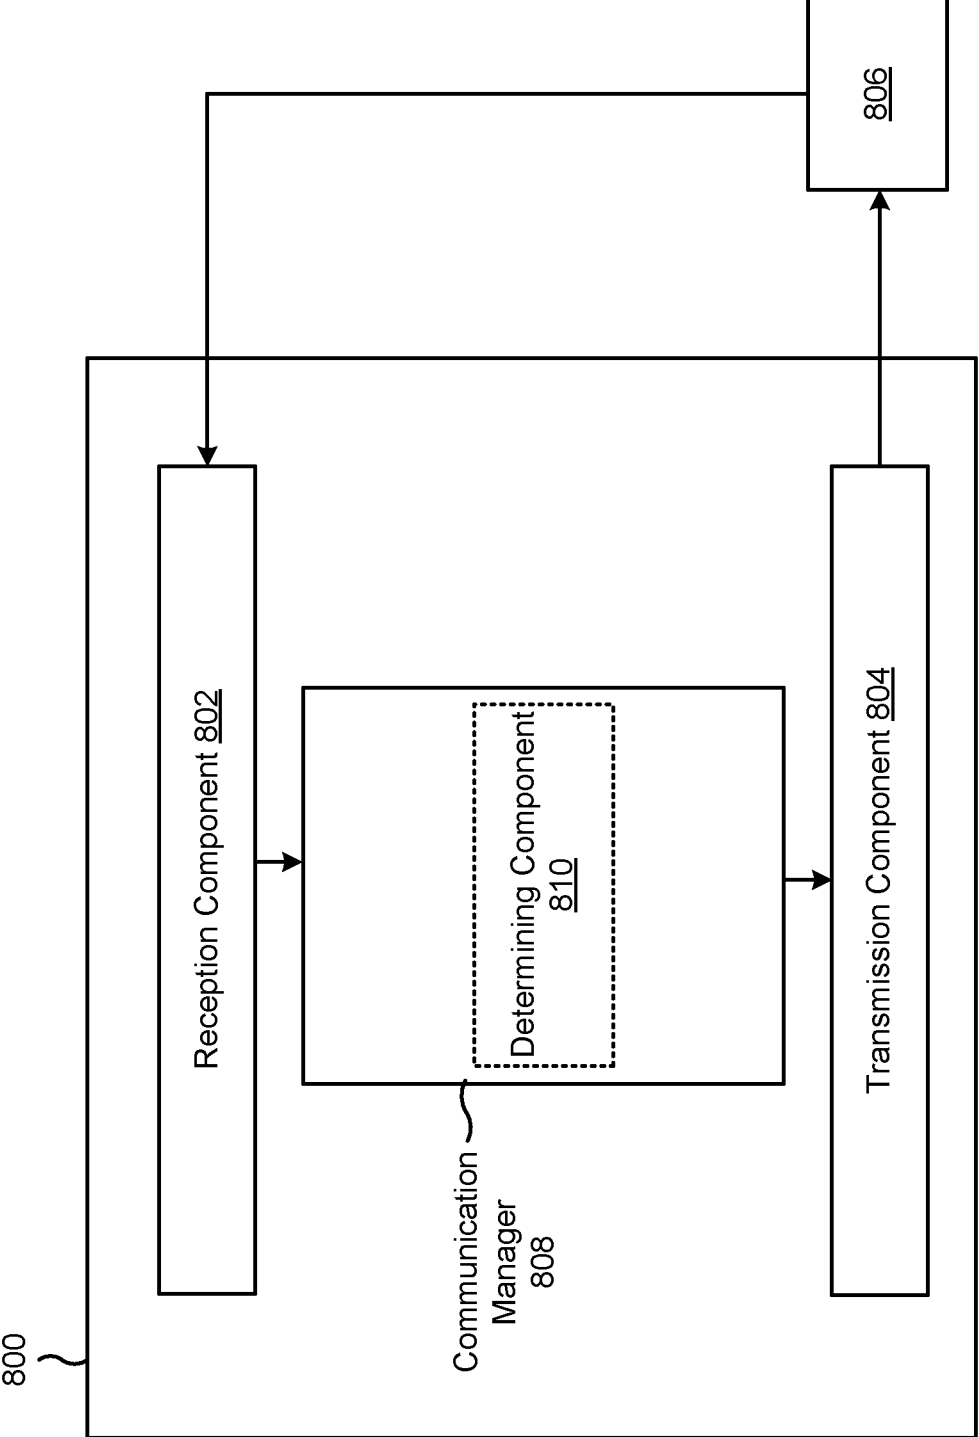 800
Reception Component 802
Communication
Manager
808
Determining Component
810
Transmission Component 804
806